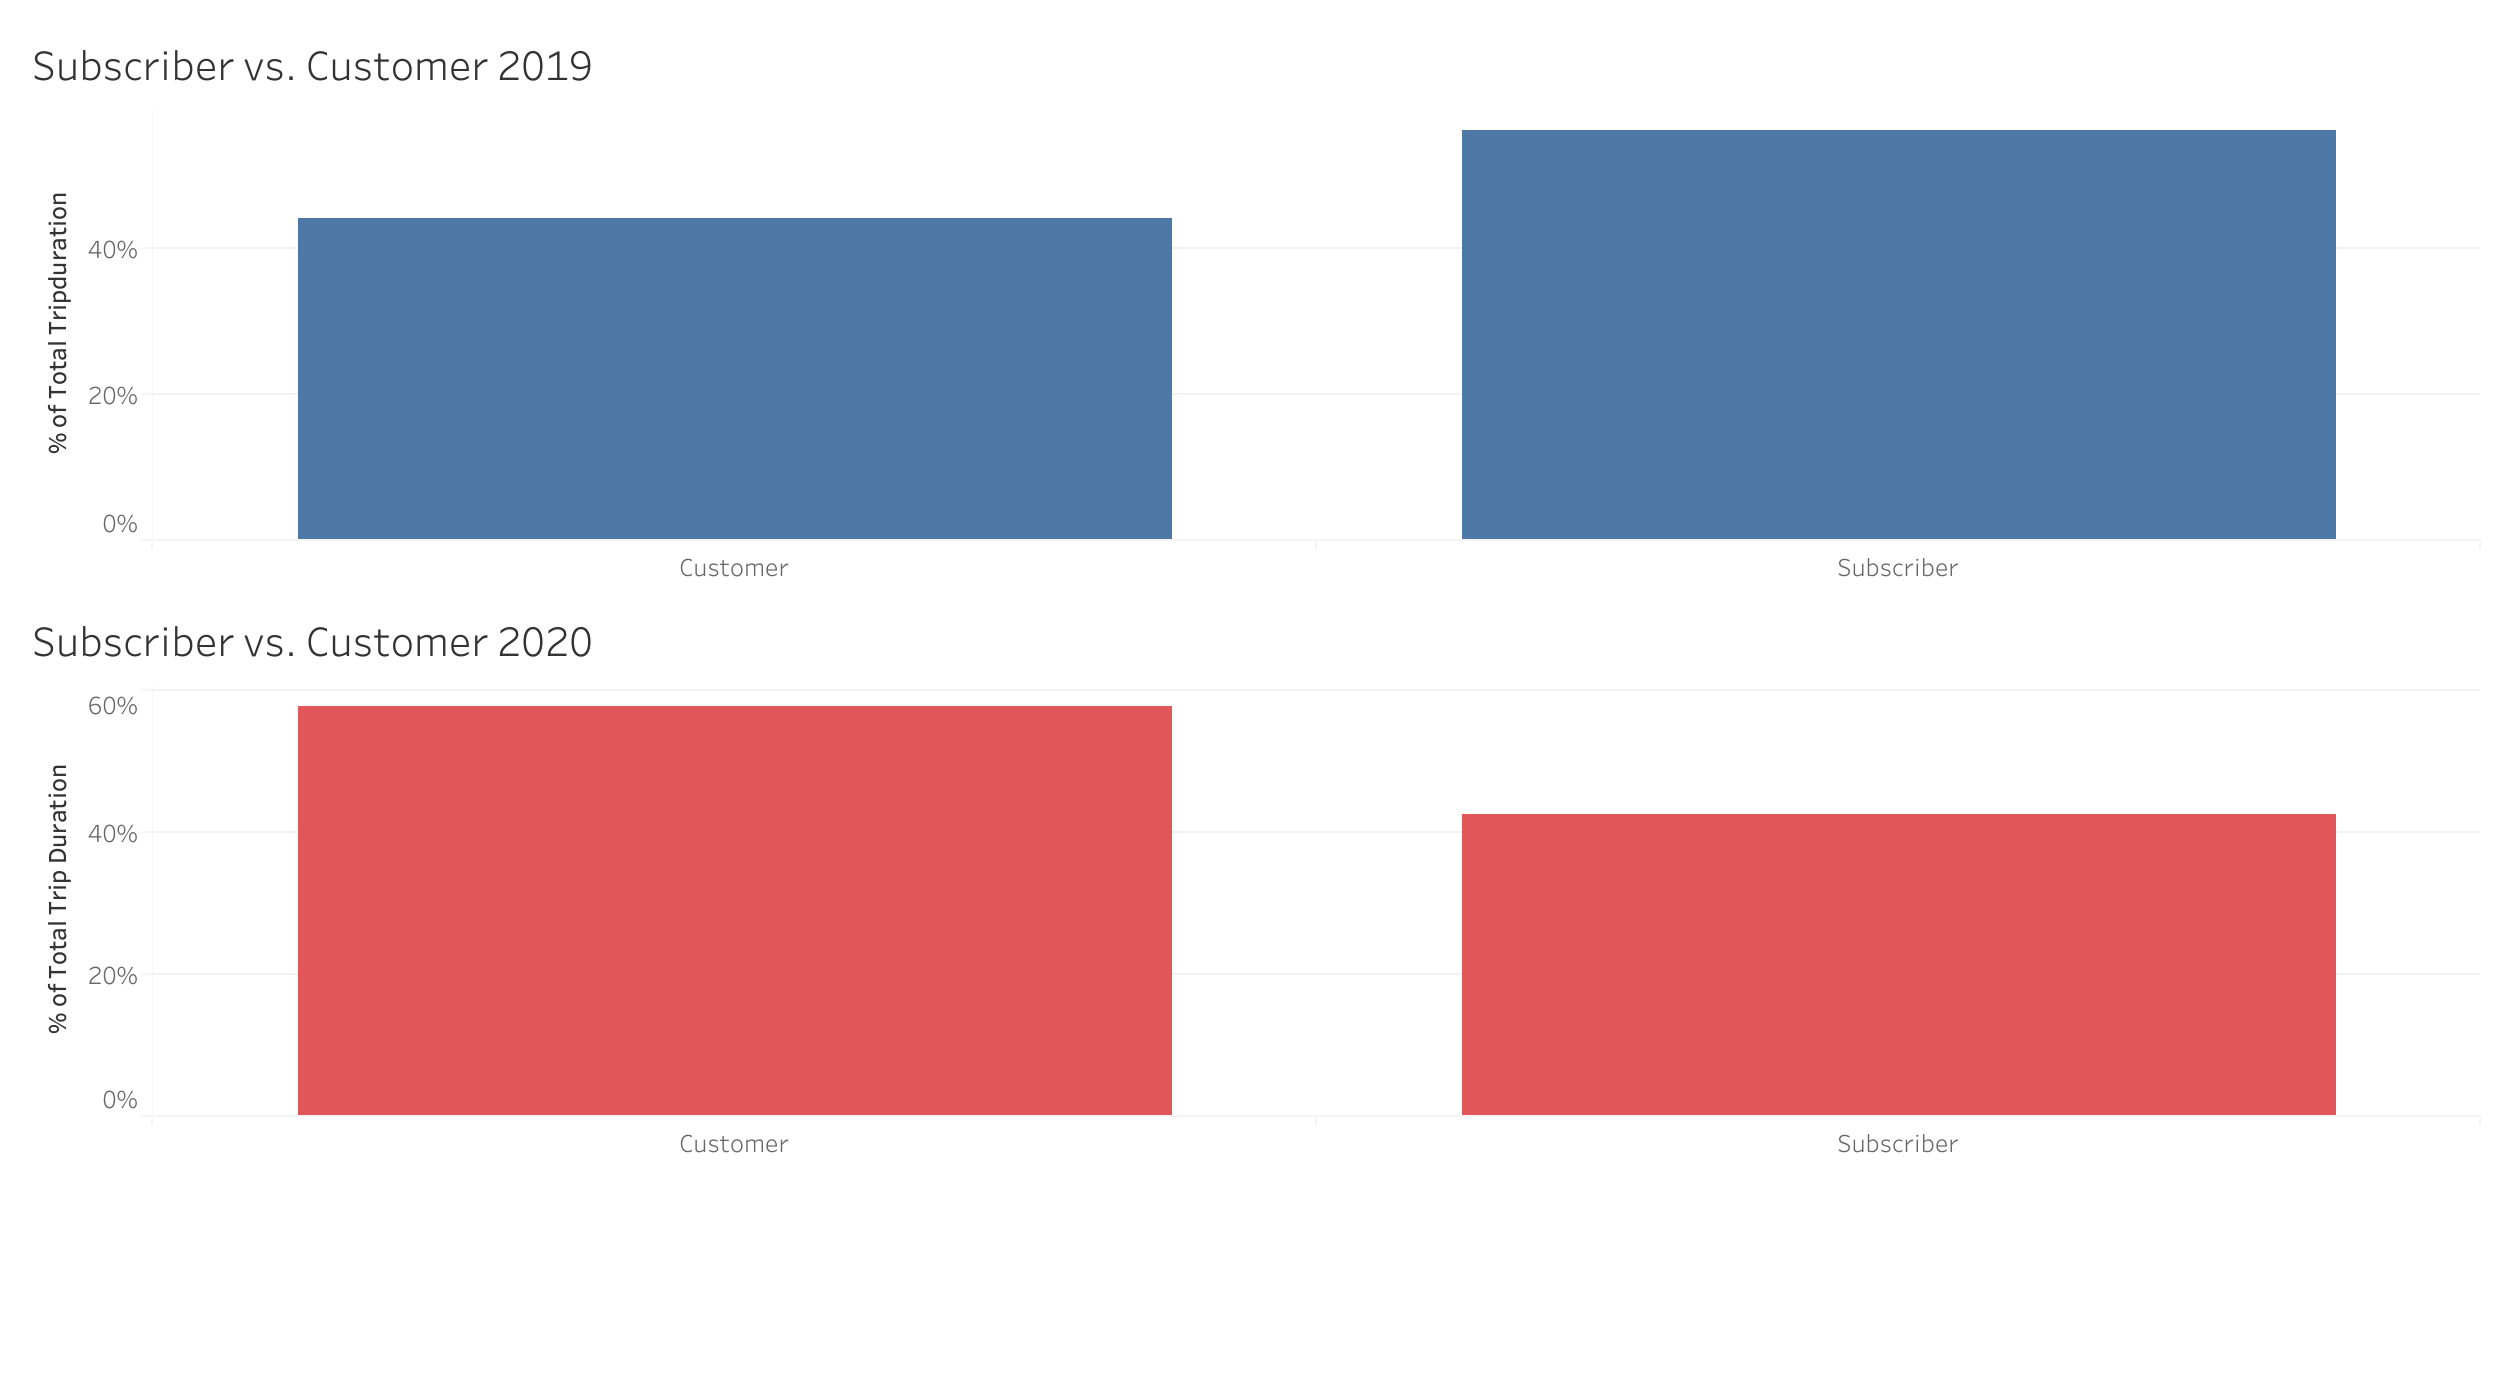 Subscriber vs. Customer 2019
% of Total Tripduration
40%
20%
0%
Customer
Subscriber
Subscriber vs. Customer 2020
% of Total Trip Duration
60%
40%
20%
0%
Customer
Subscriber